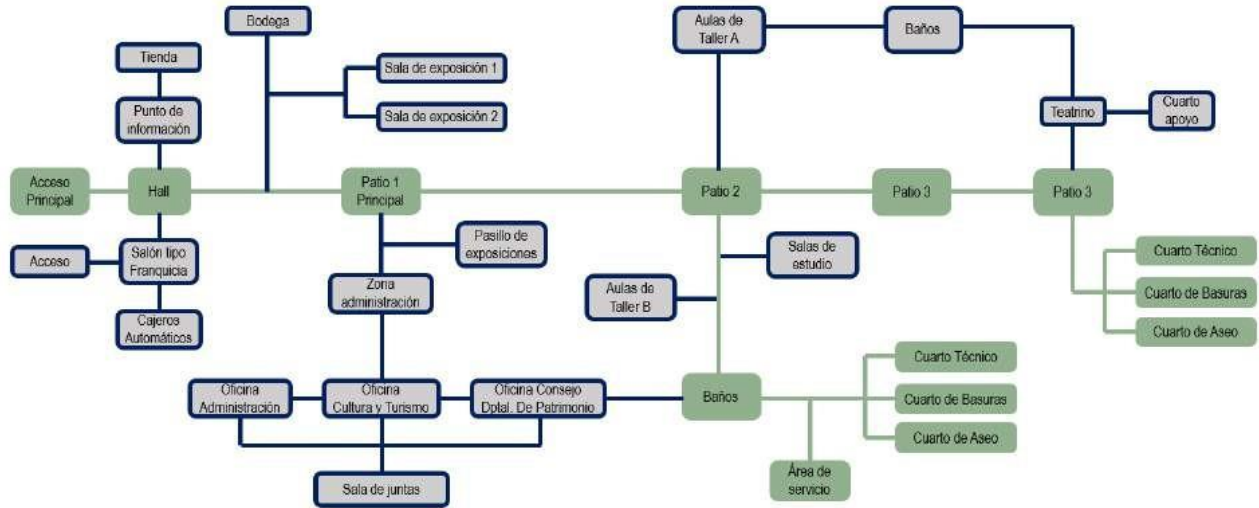 Bodega
Aulas de
Taller A
Baños
Tienda
Sala de exposición 1
Punto de
información
Sala de exposición 2
Teatrino
Cuarto
apoyo
Acceso
Principal
Hall
Patio 1
Principal
Patio 2
Patio 3
Patio 3
Acceso
Salón tipo
Franquicia
Pasillo de
exposiciones
Salas de
estudio
Cuarto Técnico
Zona
administración
Aulas de
Taller B
Cuarto de Basuras
Cajeros
Automáticos
Cuarto de Aseo
Oficina
Administración
Oficina
Cultura y Turismo
Oficina Consejo
Dptal. De Patrimonio
Baños
Cuarto Técnico
Cuarto de Basuras
Cuarto de Aseo
Sala de juntas
Área de
servicio